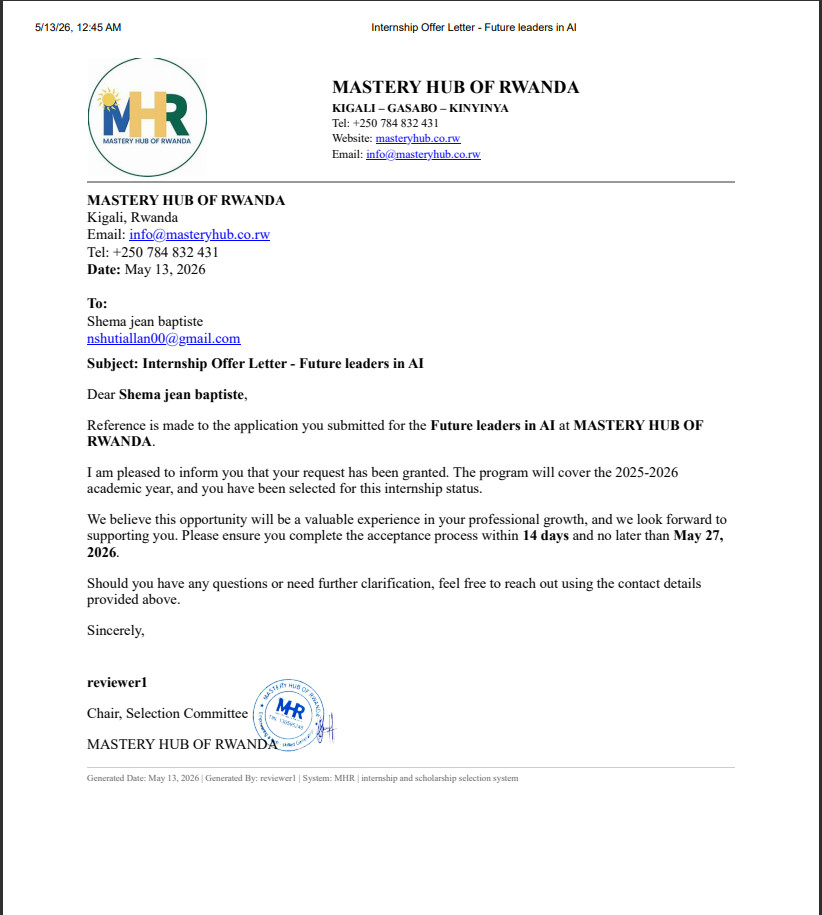 5/13/26, 12:45 AM
Internship Offer Letter - Future leaders in AI
MHR
MASTERY HUB OF RWANDA
MASTERY HUB OF RWANDA
KIGALI – GASABO – KINYINYA
Tel: +250 784 832 431
Website: masteryhub.co.rw
Email: info@masteryhub.co.rw
MASTERY HUB OF RWANDA
Kigali, Rwanda
Email: info@masteryhub.co.rw
Tel: +250 784 832 431
Date: May 13, 2026
To:
Shema jean baptiste
nshutiallan00@gmail.com
Subject: Internship Offer Letter - Future leaders in AI
Dear Shema jean baptiste,
Reference is made to the application you submitted for the Future leaders in AI at MASTERY HUB OF
RWANDA.
I am pleased to inform you that your request has been granted. The program will cover the 2025-2026
academic year, and you have been selected for this internship status.
We believe this opportunity will be a valuable experience in your professional growth, and we look forward to
supporting you. Please ensure you complete the acceptance process within 14 days and no later than May 27,
2026.
Should you have any questions or need further clarification, feel free to reach out using the contact details
provided above.
Sincerely,
reviewer1
MASTERY HUB OF RWANDA
MHR
Chair, Selection Committee
MASTERY HUB OF RWANDA
Generated Date: May 13, 2026 | Generated By: reviewer1 | System: MHR | internship and scholarship selection system